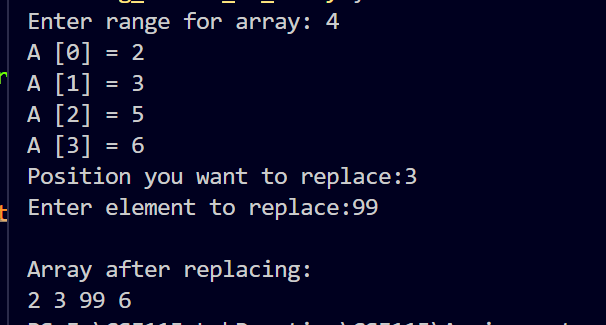 Enter range for array: 4
A [0] = 2
A [1] = 3
A [2] = 5
A [3] = 6
Position you want to replace:3
Enter element to replace:99
Array after replacing:
2 3 99 6